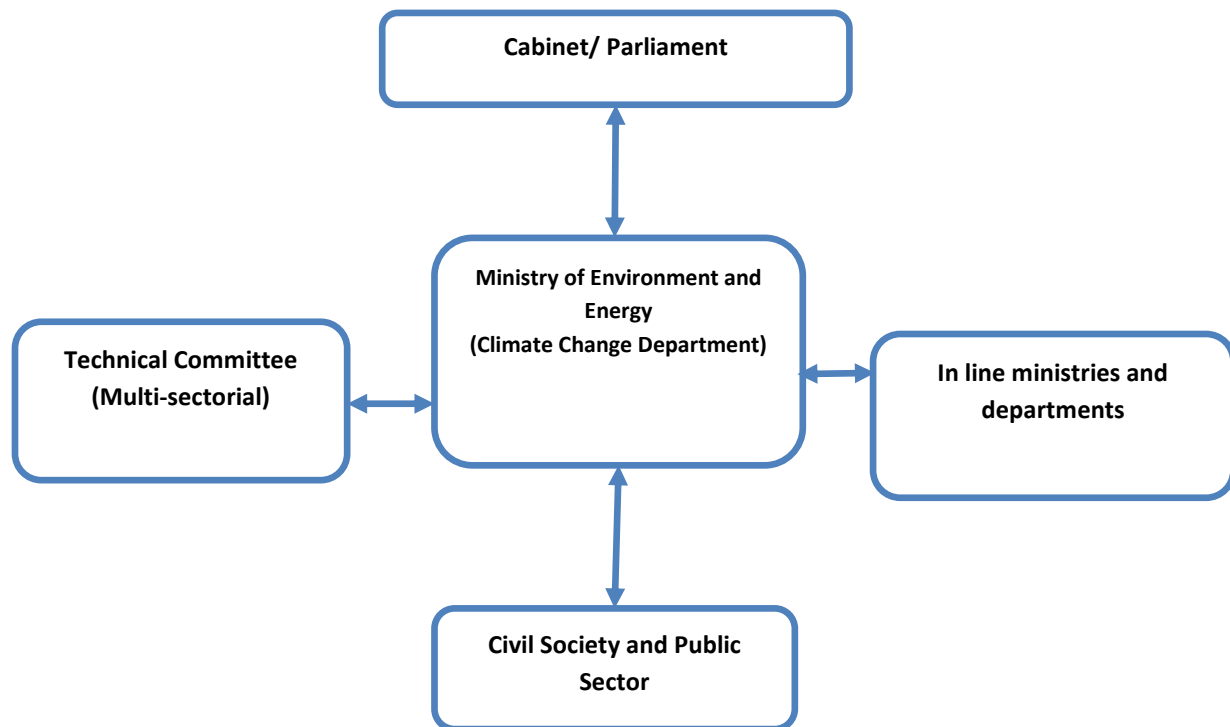 Cabinet/ Parliament
Ministry of Environment and
Energy
(Climate Change Department)
Technical Committee
(Multi-sectorial)
In line ministries and
departments
Civil Society and Public
Sector